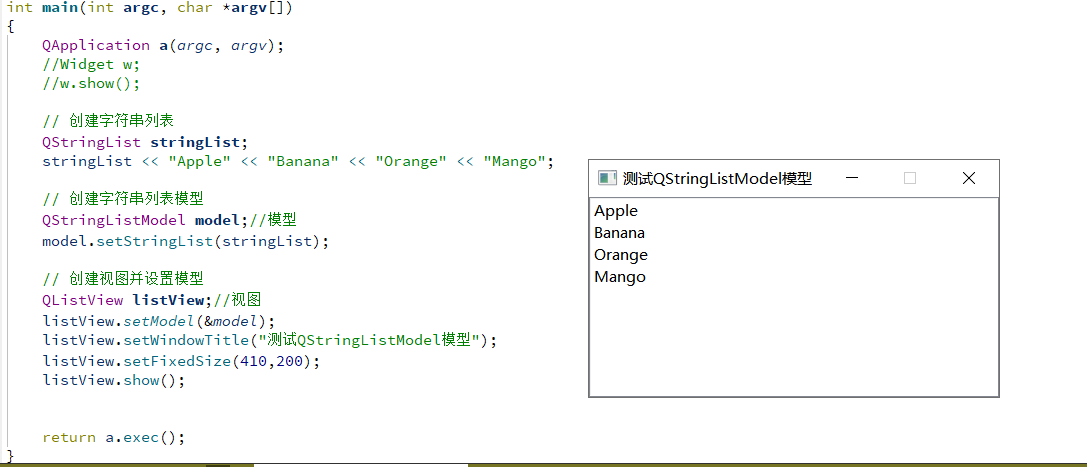 int main(int argc, char *argv[])
{
QApplication a(argc, argv);
//Widget w;
//w.show();
// 创建字符串列表
QStringList stringList;
stringList << "Apple" << "Banana" << "Orange" << "Mango";
// 创建字符串列表模型
QStringListModel model;//模型
model.setStringList(stringList);
// 创建视图并设置模型
QListView listView;//视图
listView.setModel(&model);
listView.setWindowTitle("测试QStringListModel模型");
listView.setFixedSize(410,200);
listView.show();
return a.exec();
}
测试QStringListModel模型
Apple
Banana
Orange
Mango